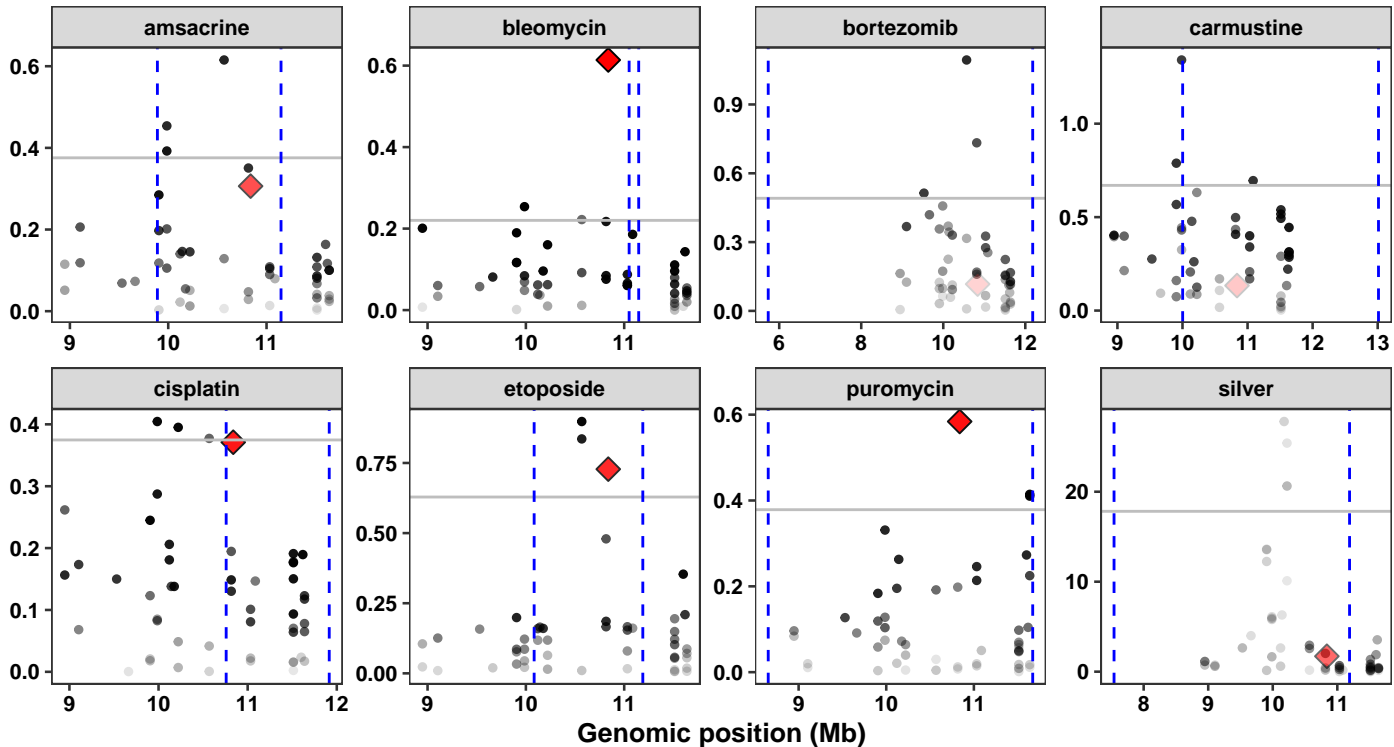 amsacrine bleomycin bortezomib carmustine
0.6 0.6 0.9 1.0
0.4 0.4 0.6
0.2 0.2 0.3 0.5
0.0 0.0 0.0 0.0
9 10 11 9 10 11 6 8 10 12 9 10 11 12 13
cisplatin etoposide puromycin silver
0.4 0.75 0.6 20
0.3 0.50 0.4
0.2 0.25 0.2 10
0.1
0.0 0.00 0.0 0
9 10 11 12 9 10 11 9 10 11 8 9 10 11
Genomic position (Mb)